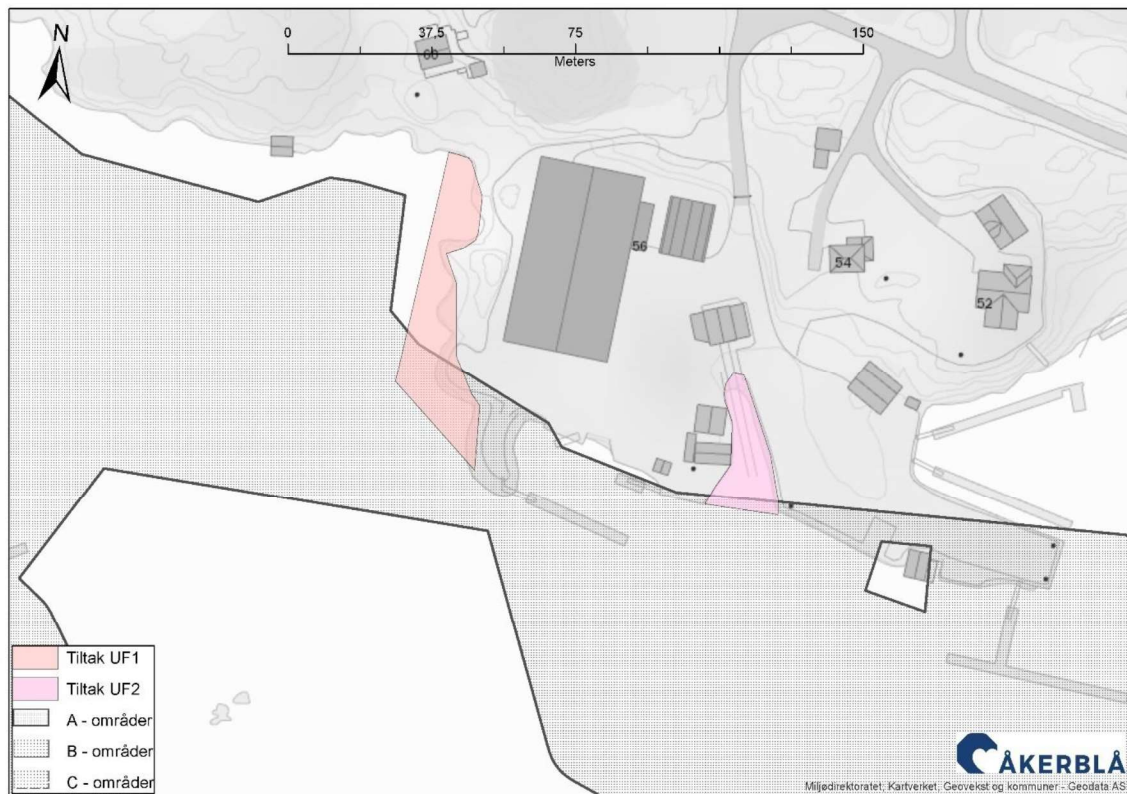 N
0 37,5 75 150
Meters
60
56
54
52
Tiltak UF1
Tiltak UF2
A - områder
B - områder
C - områder
ÅKERBLÅ
Miljødirektoratet, Kartverket, Geovekst og kommuner - Geodata AS